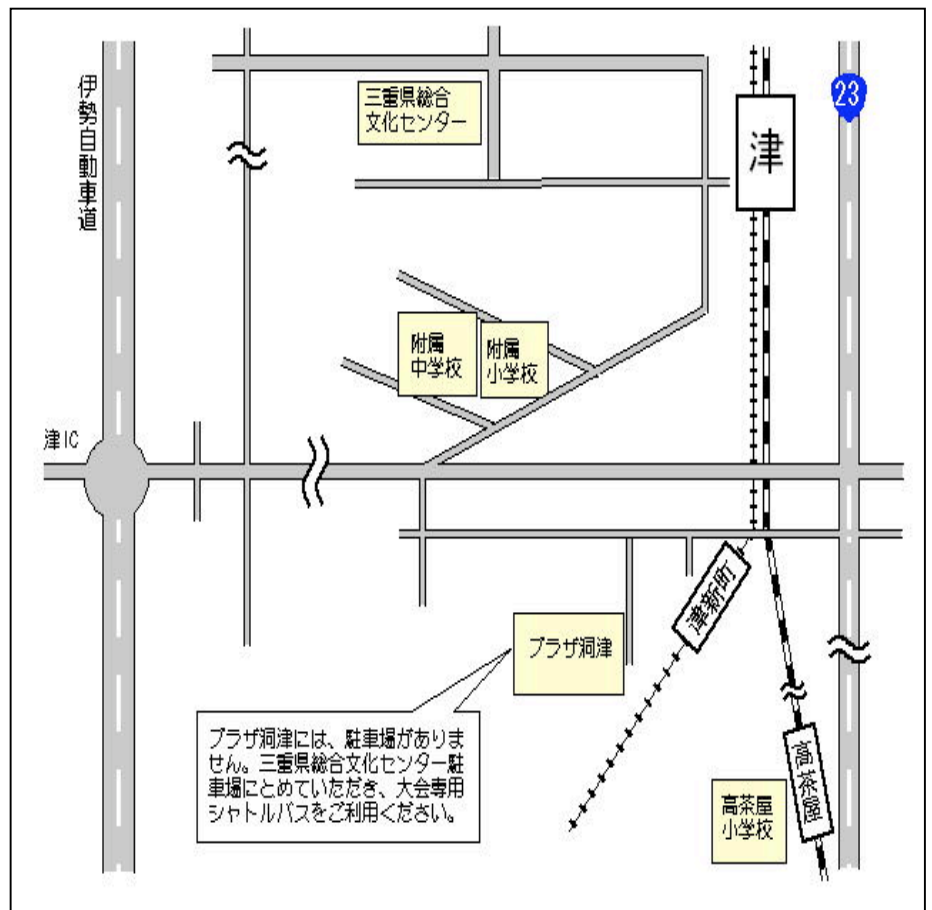 伊勢自動車道
三重県総合
文化センター
津
23
附属
中学校
附属
小学校
津IC
津新町
プラザ洞津
プラザ洞津には、駐車場がありま
せん。三重県総合文化センター駐
車場にとめていただき、大会専用
シャトルバスをご利用ください。
高茶屋
小学校
高茶屋